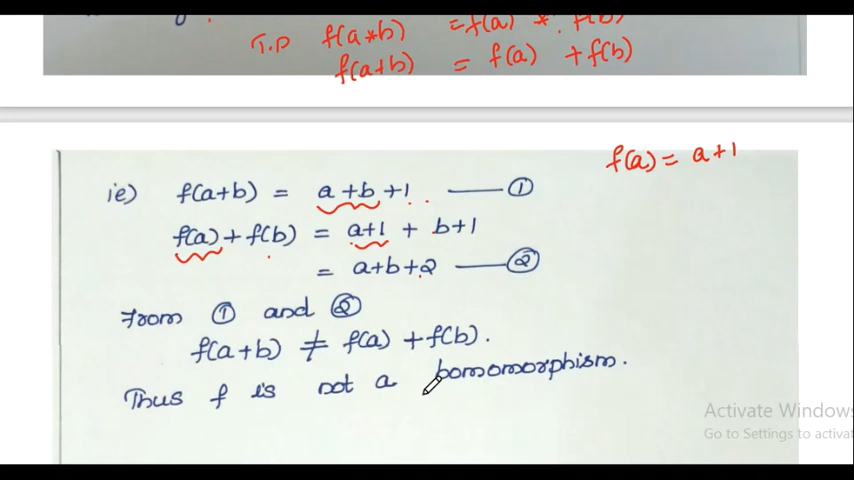 T.P f(a*b) = f(a) * f(b)
f(a+b) = f(a) + f(b)
f(a) = a+1
ie) f(a+b) = a+b+1 —— ①
f(a) + f(b) = a+1 + b+1
= a+b+2 —— ②
From ① and ②
f(a+b) ≠ f(a) + f(b).
Thus f is not a homomorphism.
Activate Windows
Go to Settings to activat